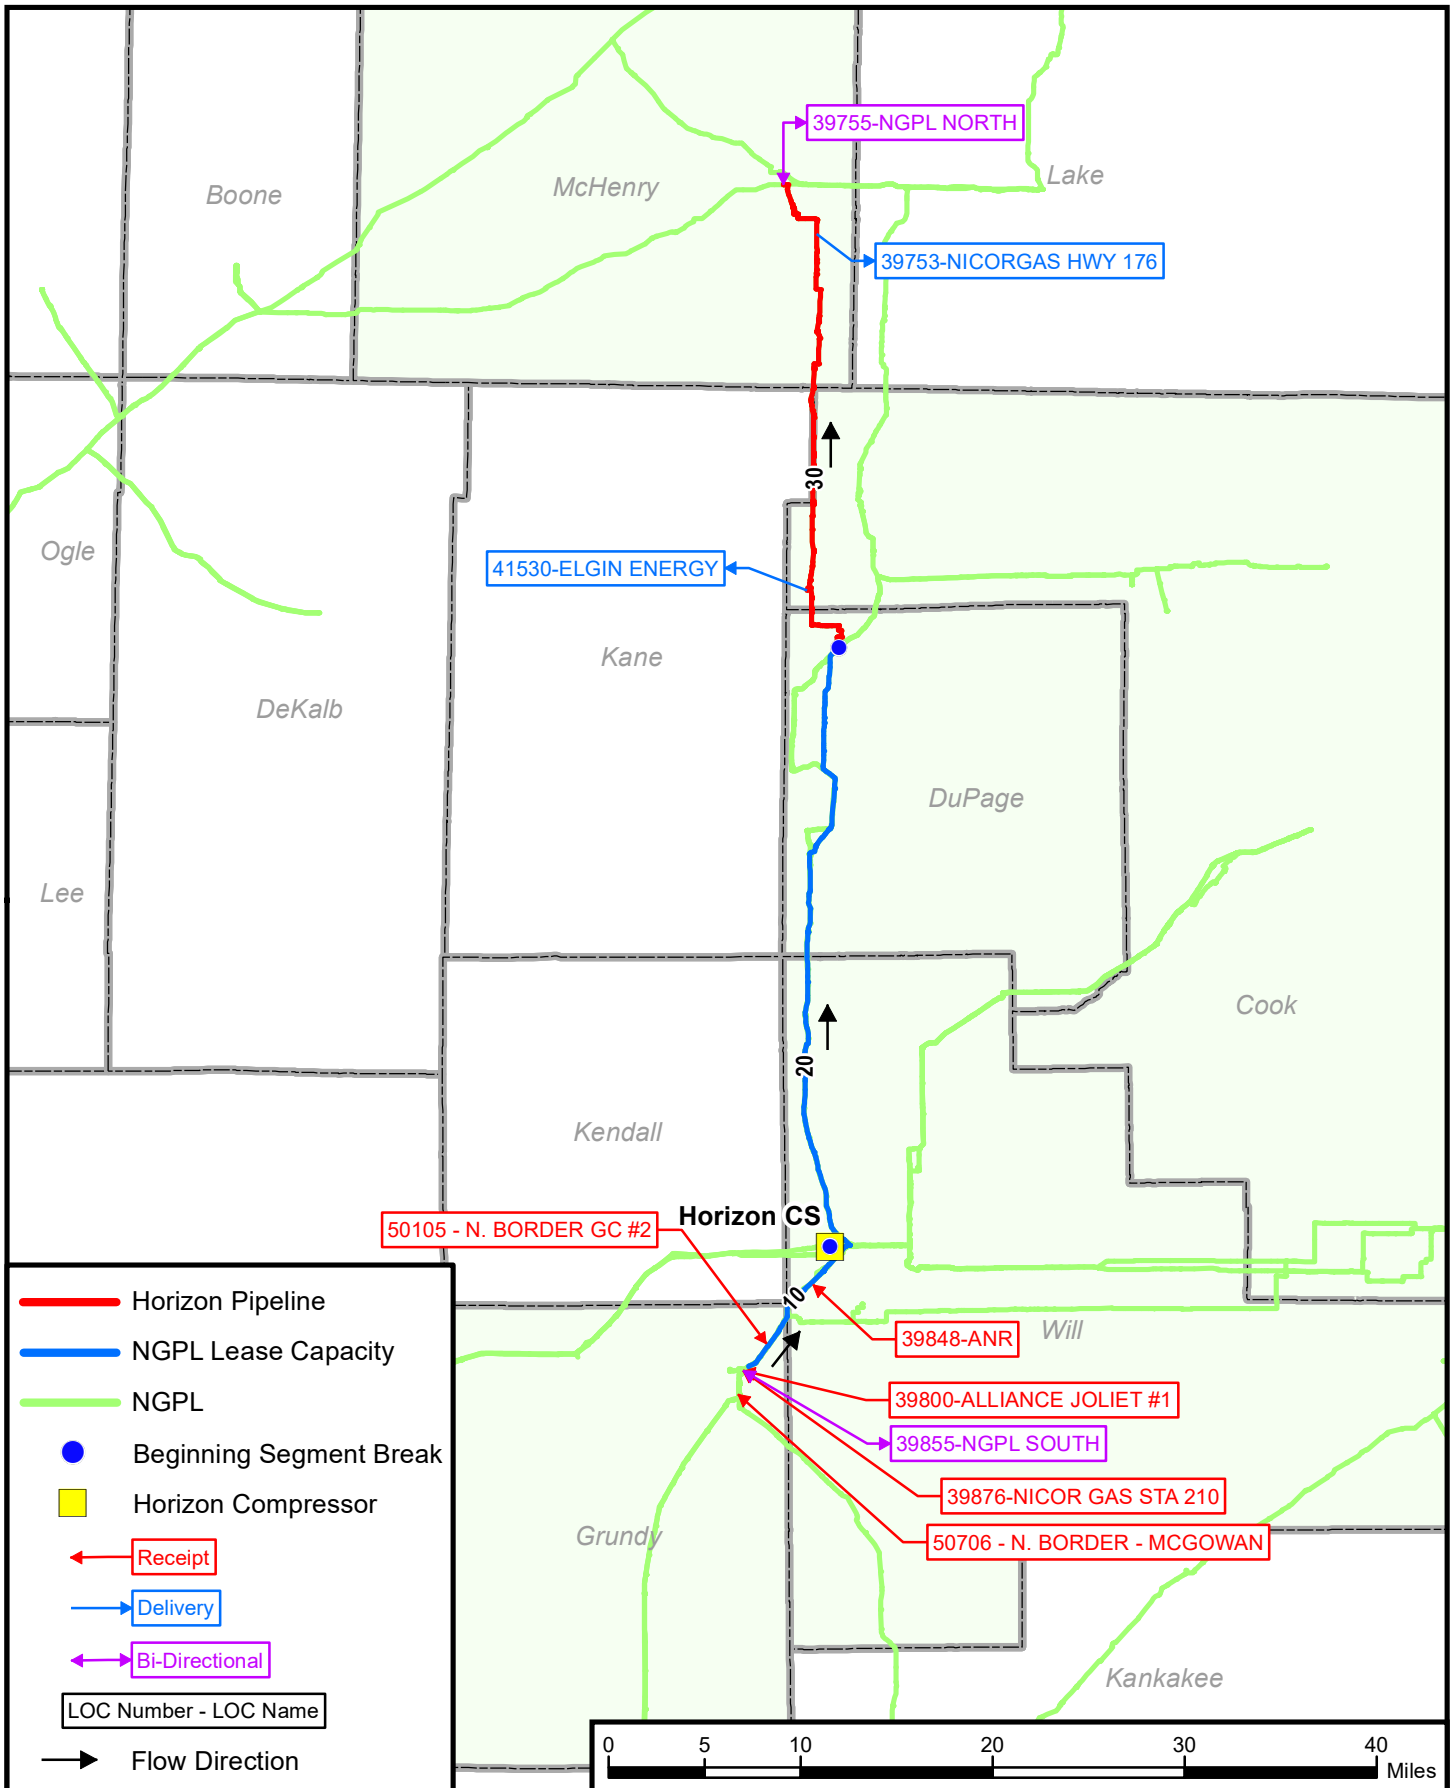 39755-NGPL NORTH
Boone
McHenry
Lake
39753-NICORGAS HWY 176
30
41530-ELGIN ENERGY
Ogle
Kane
DeKalb
DuPage
Lee
Cook
20
Kendall
Horizon CS
50105 - N. BORDER GC #2
10
39848-ANR
Will
39800-ALLIANCE JOLIET #1
39855-NGPL SOUTH
39876-NICOR GAS STA 210
50706 - N. BORDER - MCGOWAN
Grundy
Kankakee
Horizon Pipeline
NGPL Lease Capacity
NGPL
Beginning Segment Break
Horizon Compressor
Receipt
Delivery
Bi-Directional
LOC Number - LOC Name
Flow Direction
0 5 10 20 30 40
Miles